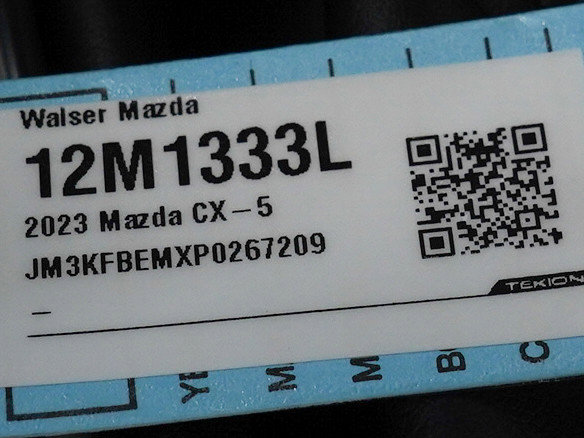 Walser Mazda
12M1333L
2023 Mazda CX-5
JM3KFBEMXP0267209
–
TEKION